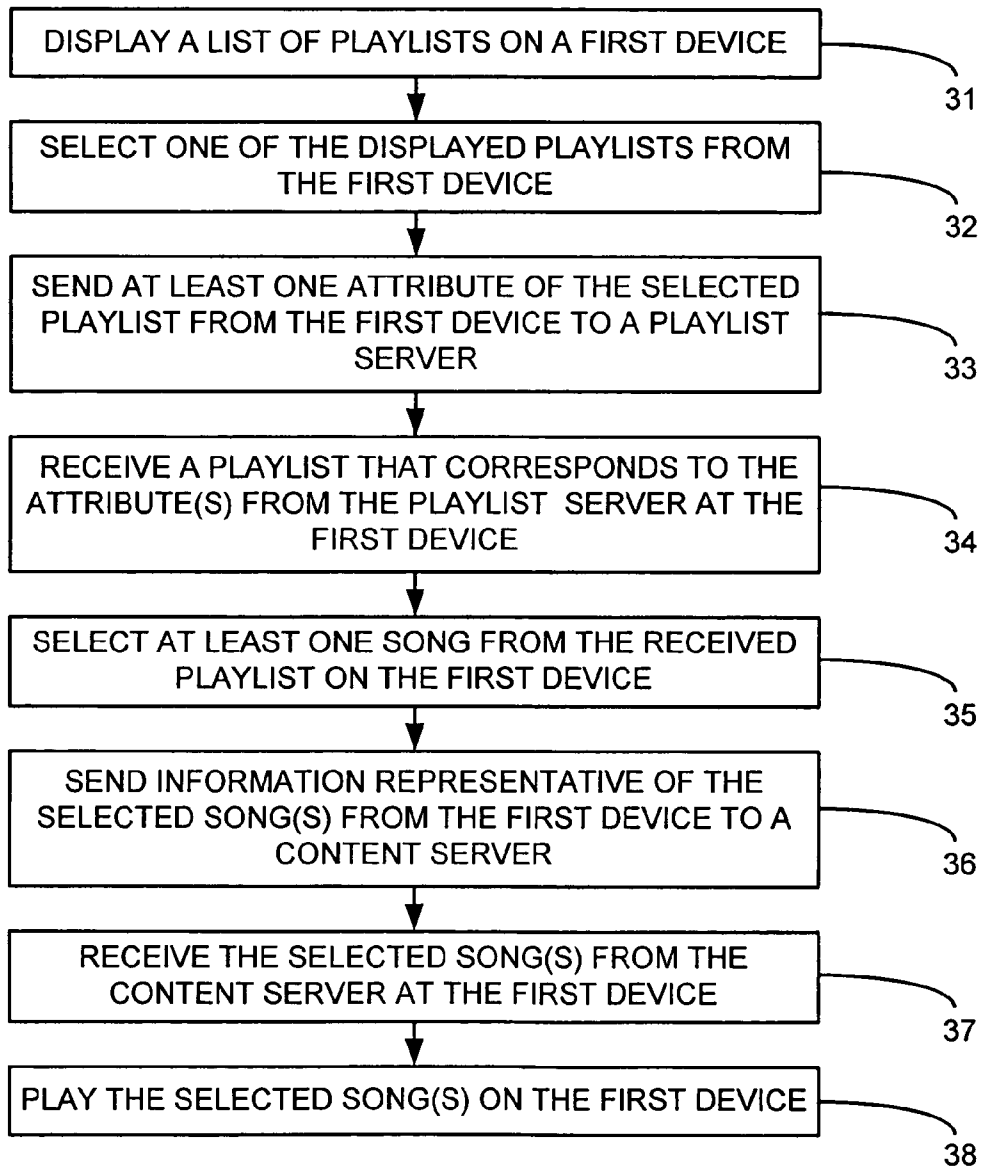 DISPLAY A LIST OF PLAYLISTS ON A FIRST DEVICE
31
SELECT ONE OF THE DISPLAYED PLAYLISTS FROM
THE FIRST DEVICE
32
SEND AT LEAST ONE ATTRIBUTE OF THE SELECTED
PLAYLIST FROM THE FIRST DEVICE TO A PLAYLIST
SERVER
33
RECEIVE A PLAYLIST THAT CORRESPONDS TO THE
ATTRIBUTE(S) FROM THE PLAYLIST SERVER AT THE
FIRST DEVICE
34
SELECT AT LEAST ONE SONG FROM THE RECEIVED
PLAYLIST ON THE FIRST DEVICE
35
SEND INFORMATION REPRESENTATIVE OF THE
SELECTED SONG(S) FROM THE FIRST DEVICE TO A
CONTENT SERVER
36
RECEIVE THE SELECTED SONG(S) FROM THE
CONTENT SERVER AT THE FIRST DEVICE
37
PLAY THE SELECTED SONG(S) ON THE FIRST DEVICE
38